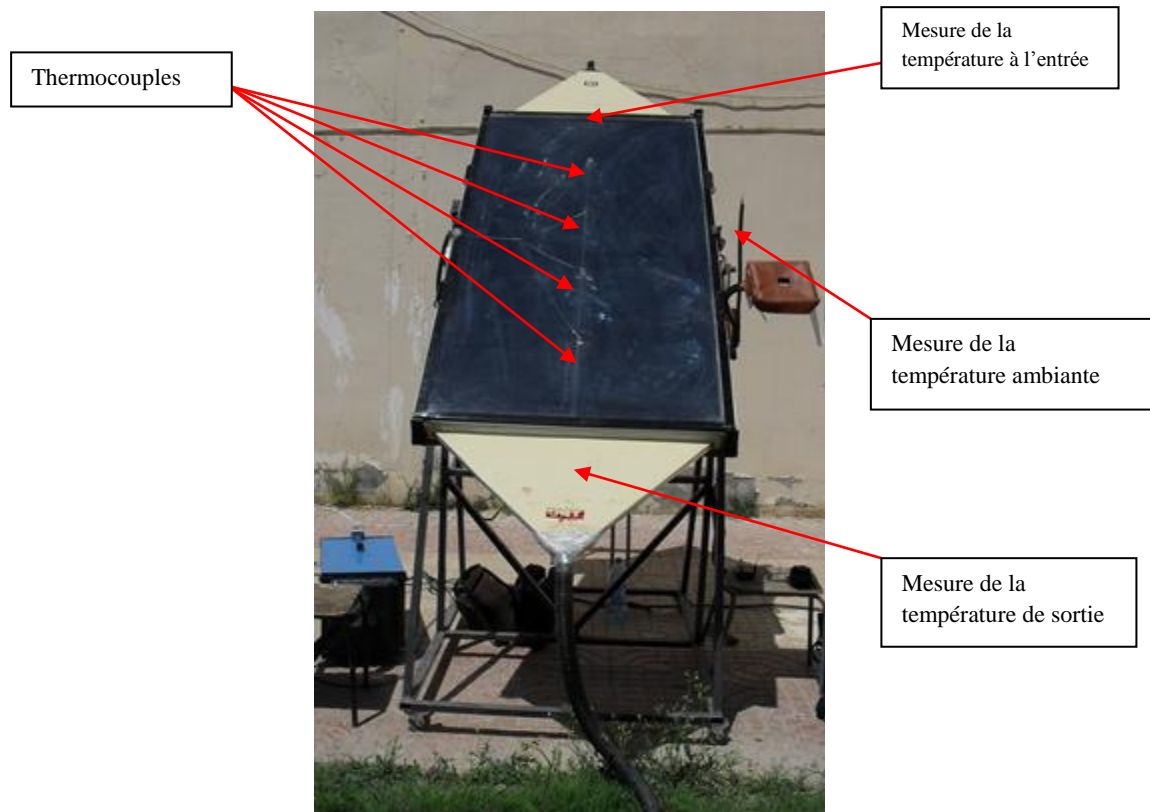 Mesure de la
température à l'entrée
Thermocouples
Mesure de la
température ambiante
Mesure de la
température de sortie